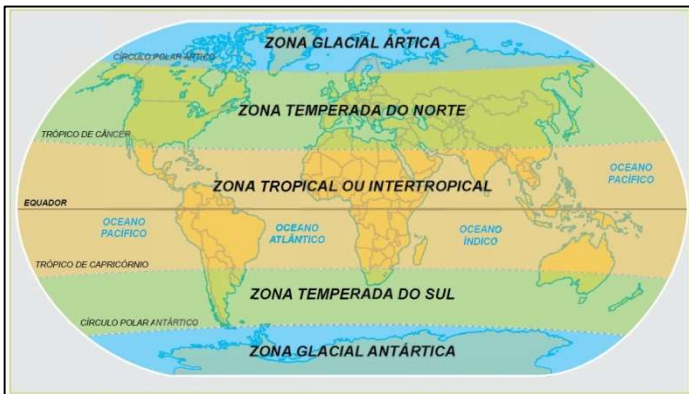 ZONA GLACIAL ÁRTICA
CÍRCULO POLAR ÁRTICO
ZONA TEMPERADA DO NORTE
TRÓPICO DE CÂNCER
OCEANO
PACÍFICO
ZONA TROPICAL OU INTERTROPICAL
EQUADOR
OCEANO
PACÍFICO
OCEANO
ATLÂNTICO
OCEANO
ÍNDICO
TRÓPICO DE CAPRICÓRNIO
ZONA TEMPERADA DO SUL
CÍRCULO POLAR ANTÁRTICO
ZONA GLACIAL ANTÁRTICA